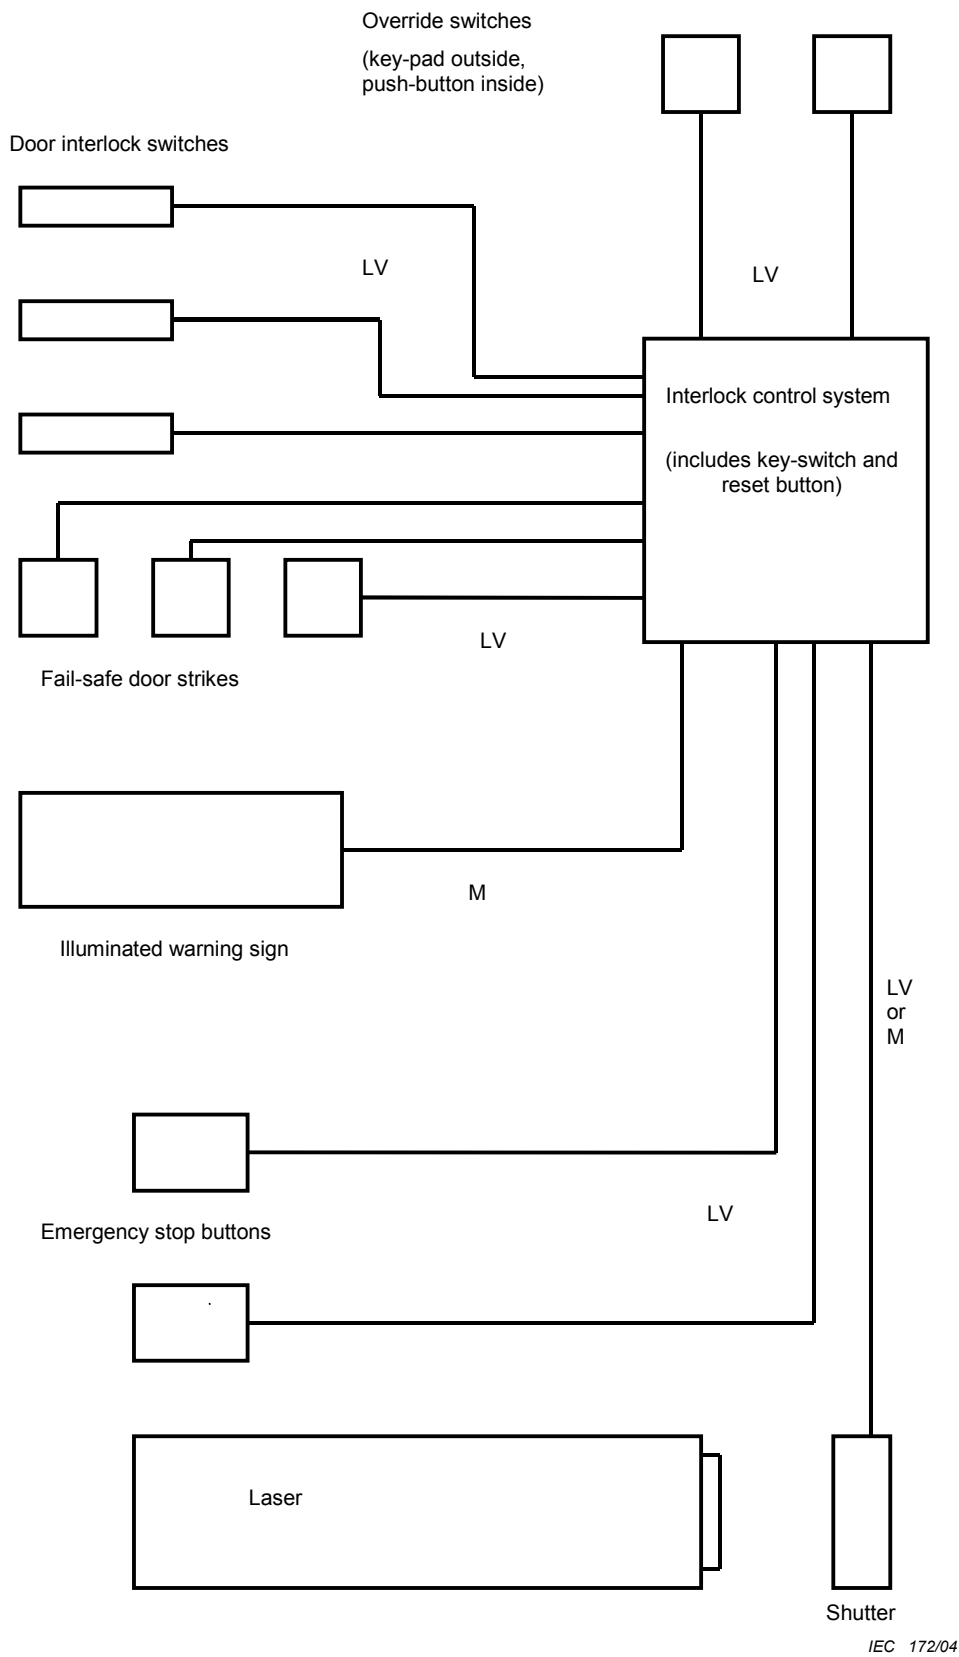 Override switches
(key-pad outside,
push-button inside)
Door interlock switches
LV
LV
Interlock control system
(includes key-switch and
reset button)
LV
Fail-safe door strikes
M
Illuminated warning sign
LV
or
M
LV
Emergency stop buttons
Laser
Shutter
IEC 172/04